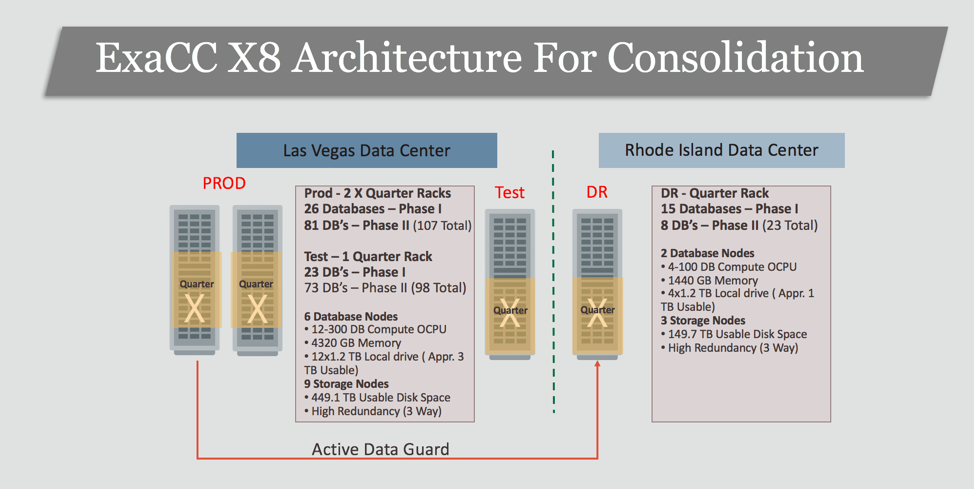 ExaCC X8 Architecture For Consolidation
Las Vegas Data Center
Rhode Island Data Center
PROD
Prod - 2 X Quarter Racks
26 Databases – Phase I
81 DB's – Phase II (107 Total)
Test – 1 Quarter Rack
23 DB's – Phase I
73 DB's – Phase II (98 Total)
6 Database Nodes
• 12-300 DB Compute OCPU
• 4320 GB Memory
• 12x1.2 TB Local drive ( Appr. 3
TB Usable)
9 Storage Nodes
• 449.1 TB Usable Disk Space
• High Redundancy (3 Way)
Quarter
X
Quarter
X
Test
Quarter
X
DR
Quarter
X
DR - Quarter Rack
15 Databases – Phase I
8 DB's – Phase II (23 Total)
2 Database Nodes
• 4-100 DB Compute OCPU
• 1440 GB Memory
• 4x1.2 TB Local drive ( Appr. 1
TB Usable)
3 Storage Nodes
• 149.7 TB Usable Disk Space
• High Redundancy (3 Way)
Active Data Guard